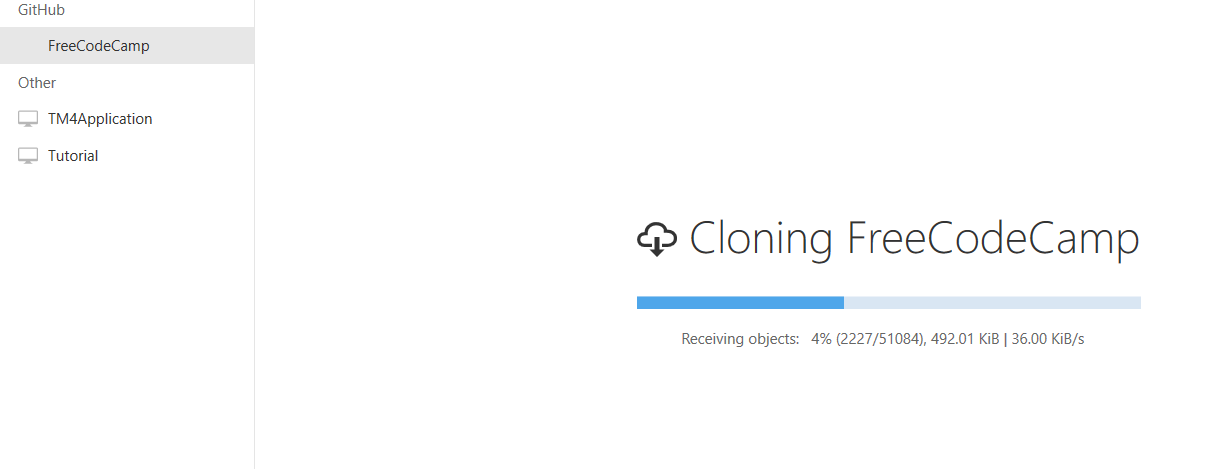 GitHub
FreeCodeCamp
Other
TM4Application
Tutorial
Cloning FreeCodeCamp
Receiving objects: 4% (2227/51084), 492.01 KiB | 36.00 KiB/s